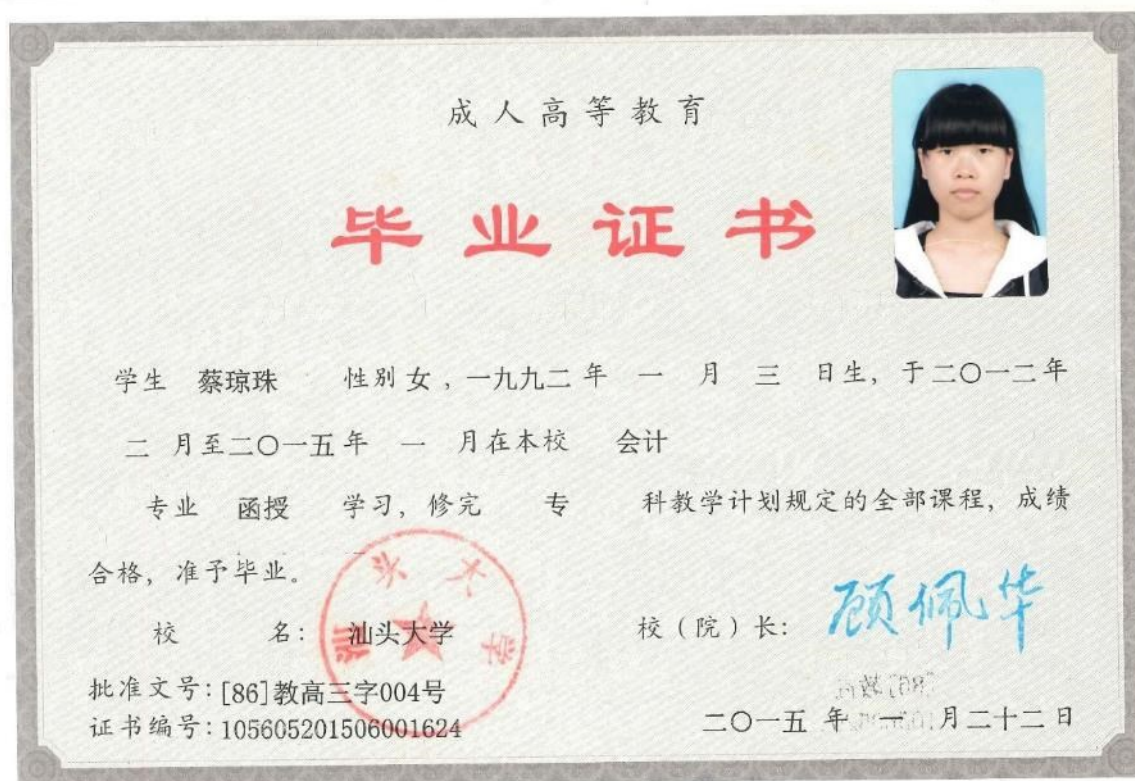 成人高等教育
毕业证书
学生 蔡琼珠 性别 女，一九九二 年 一 月 三 日生，于二〇一二年
二 月至二〇一五 年 一 月在本校 会计
专业 函授 学习，修完 专 科教学计划规定的全部课程，成绩
合格，准予毕业。
校 名： 汕头大学 校（院）长： 顾佩华
汕头大学
批准文号：[86]教高三字004号
证书编号：105605201506001624 二〇一五 年 一 月二十二日